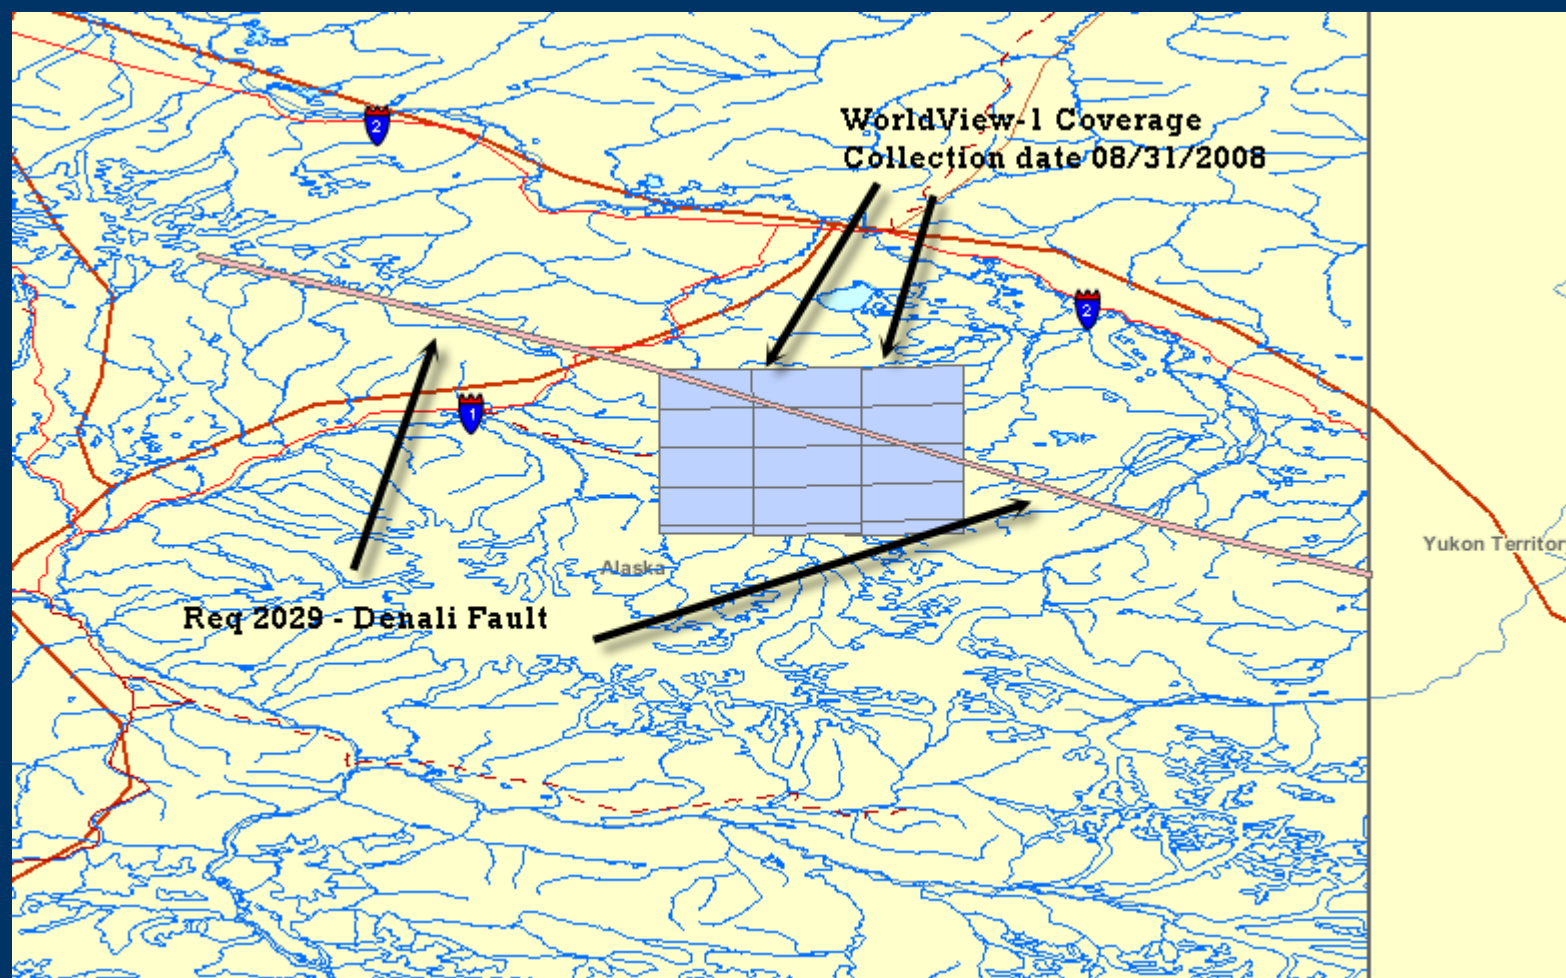 2
WorldView-1 Coverage
Collection date 08/31/2008
2
1
Yukon Territor
Alaska
Req 2029 - Denali Fault